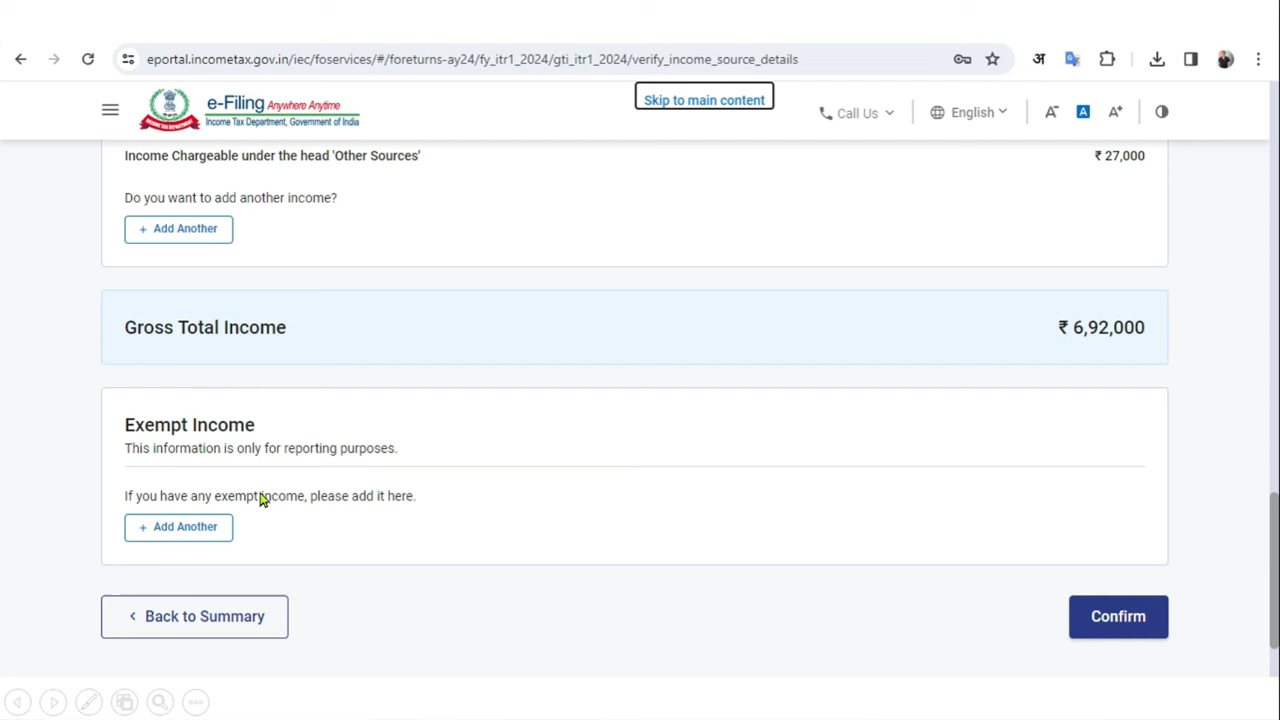 eportal.incometax.gov.in/iec/foservices/#/foreturns-ay24/fy_itr1_2024/gti_itr1_2024/verify_income_source_details
अ
e-Filing Anywhere Anytime
Income Tax Department, Government of India
Skip to main content
Call Us
English
A-
A
A+
Income Chargeable under the head 'Other Sources'
₹ 27,000
Do you want to add another income?
+ Add Another
Gross Total Income
₹ 6,92,000
Exempt Income
This information is only for reporting purposes.
If you have any exempt income, please add it here.
+ Add Another
< Back to Summary
Confirm